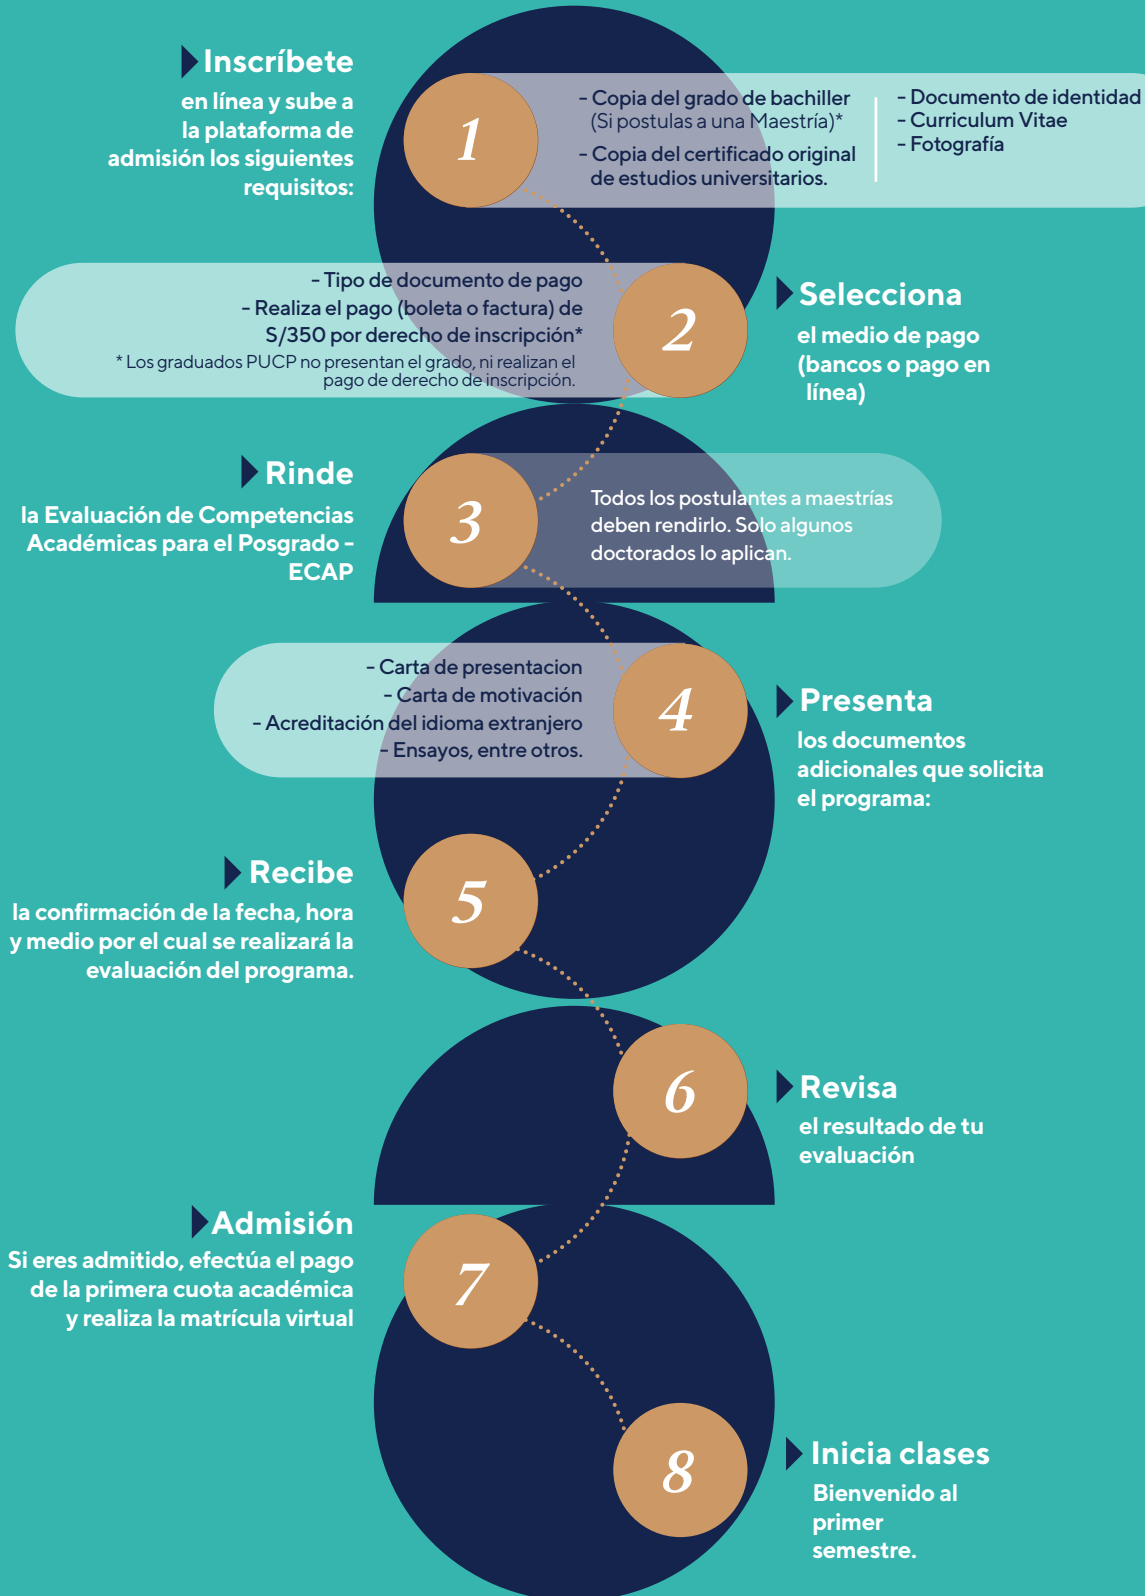 Inscríbete
en línea y sube a
la plataforma de
admisión los siguientes
requisitos:
1
- Copia del grado de bachiller
(Si postulas a una Maestría)*
- Copia del certificado original
de estudios universitarios.
- Documento de identidad
- Curriculum Vitae
- Fotografía
- Tipo de documento de pago
- Realiza el pago (boleta o factura) de
S/350 por derecho de inscripción*
* Los graduados PUCP no presentan el grado, ni realizan el
pago de derecho de inscripción.
2
Selecciona
el medio de pago
(bancos o pago en
línea)
Rinde
la Evaluación de Competencias
Académicas para el Posgrado -
ECAP
3
Todos los postulantes a maestrías
deben rendirlo. Solo algunos
doctorados lo aplican.
- Carta de presentacion
- Carta de motivación
- Acreditación del idioma extranjero
- Ensayos, entre otros.
4
Presenta
los documentos
adicionales que solicita
el programa:
Recibe
la confirmación de la fecha, hora
y medio por el cual se realizará la
evaluación del programa.
5
6
Revisa
el resultado de tu
evaluación
Admisión
Si eres admitido, efectúa el pago
de la primera cuota académica
y realiza la matrícula virtual
7
8
Inicia clases
Bienvenido al
primer
semestre.